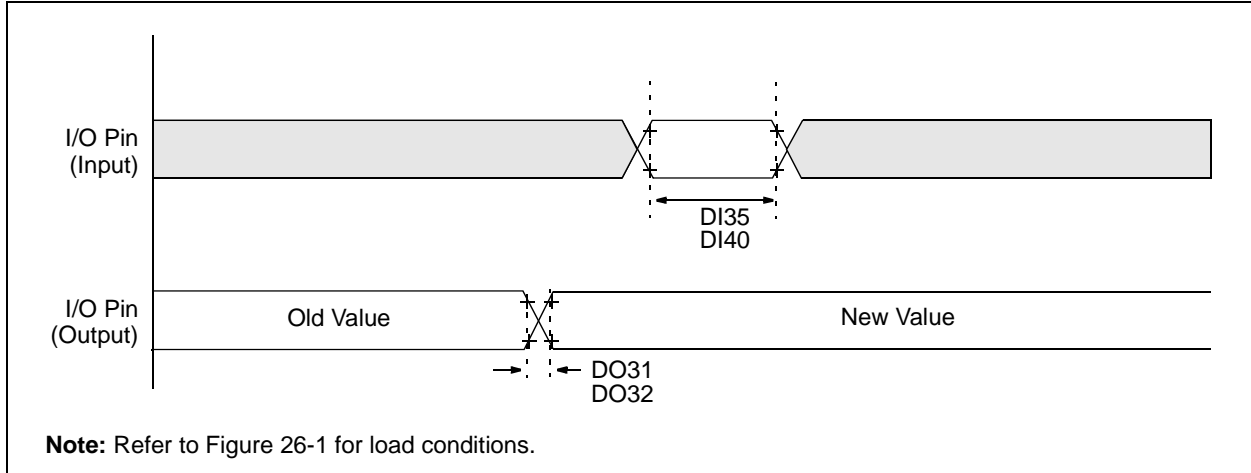 I/O Pin
(Input)
DI35
DI40
I/O Pin
(Output)
Old Value
New Value
DO31
DO32
Note: Refer to Figure 26-1 for load conditions.